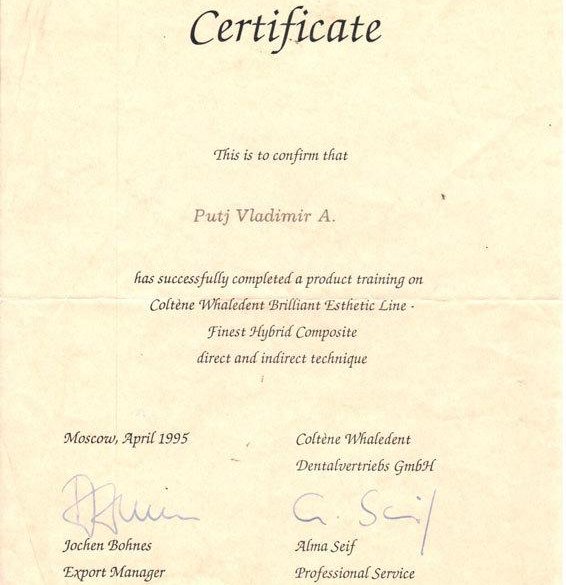 Certificate
This is to confirm that
Putj Vladimir A.
has successfully completed a product training on
Coltène Whaledent Brilliant Esthetic Line -
Finest Hybrid Composite
direct and indirect technique
Moscow, April 1995
Coltène Whaledent
Dentalvertriebs GmbH
G. Seif
Jochen Bohnes
Alma Seif
Export Manager
Professional Service